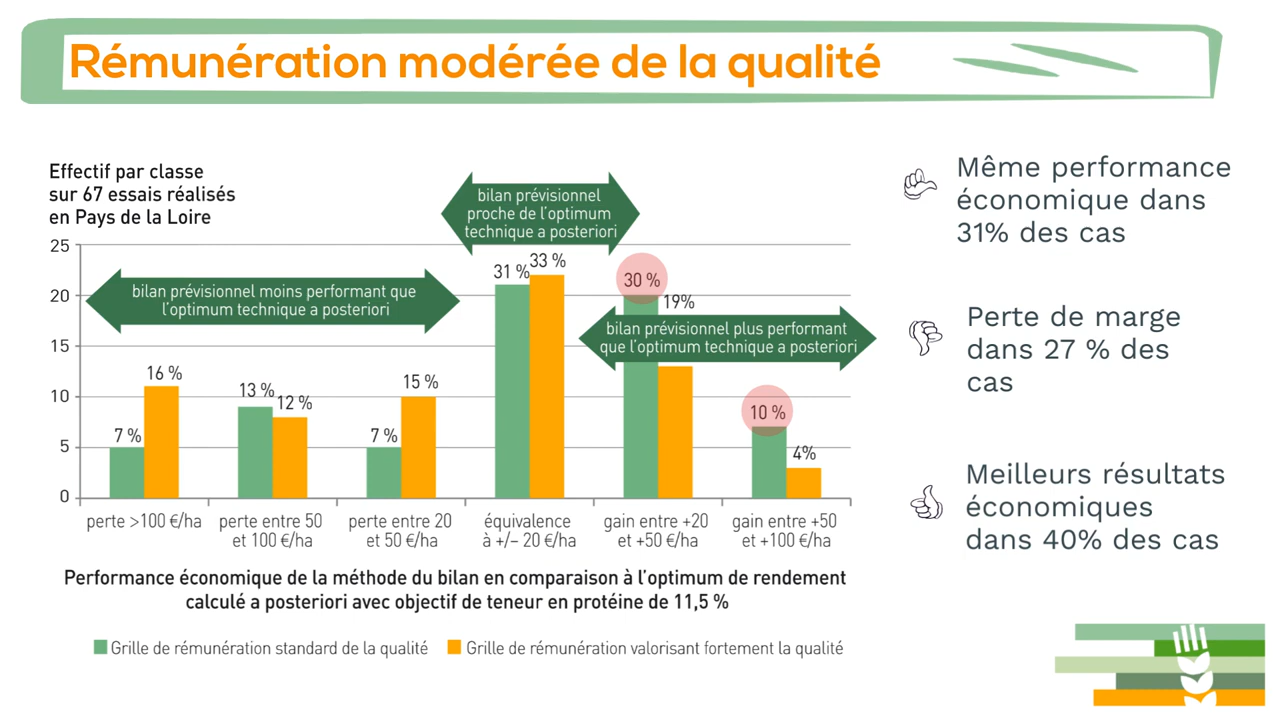 Rémunération modérée de la qualité
Effectif par classe
sur 67 essais réalisés
en Pays de la Loire
bilan prévisionnel
proche de l'optimum
technique a posteriori
bilan prévisionnel moins performant que
l'optimum technique a posteriori
bilan prévisionnel plus performant
que l'optimum technique a posteriori
25
20
15
10
5
0
7 %
16 %
13 %
12 %
7 %
15 %
31 %
33 %
30 %
19%
10 %
4%
perte >100 €/ha
perte entre 50
et 100 €/ha
perte entre 20
et 50 €/ha
équivalence
à +/– 20 €/ha
gain entre +20
et +50 €/ha
gain entre +50
et +100 €/ha
Performance économique de la méthode du bilan en comparaison à l'optimum de rendement
calculé a posteriori avec objectif de teneur en protéine de 11,5 %
Grille de rémunération standard de la qualité
Grille de rémunération valorisant fortement la qualité
Même performance
économique dans
31% des cas
Perte de marge
dans 27 % des
cas
Meilleurs résultats
économiques
dans 40% des cas